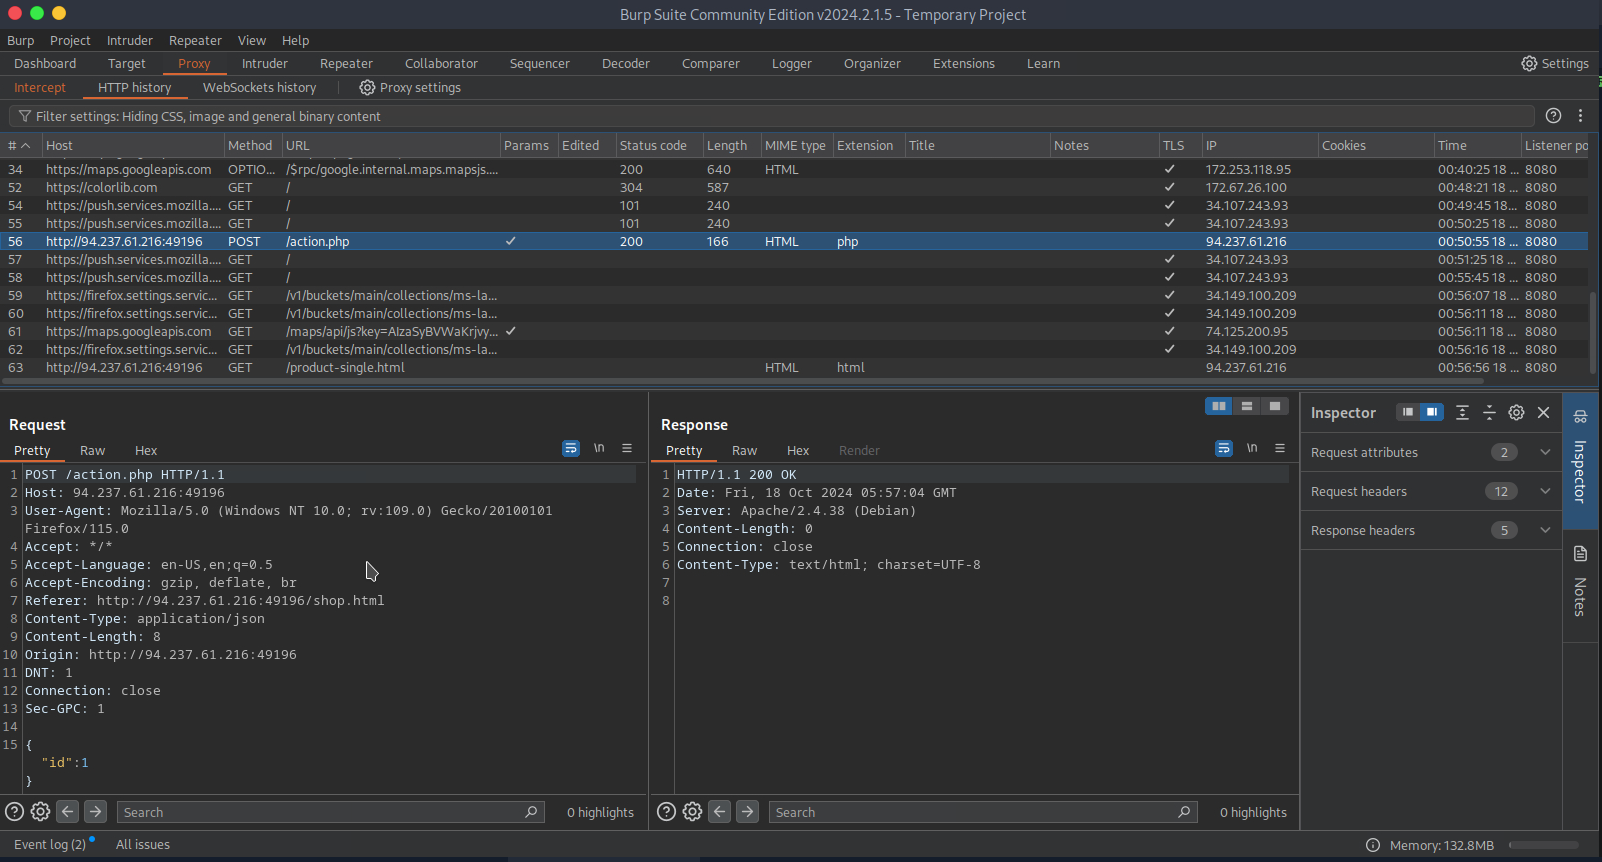 Burp Suite Community Edition v2024.2.1.5 - Temporary Project
Burp Project Intruder Repeater View Help
Dashboard Target Proxy Intruder Repeater Collaborator Sequencer Decoder Comparer Logger Organizer Extensions Learn Settings
Intercept HTTP history WebSockets history Proxy settings
Filter settings: Hiding CSS, image and general binary content
# Host Method URL Params Edited Status code Length MIME type Extension Title Notes TLS IP Cookies Time Listener po
34 https://maps.googleapis.com OPTIO... /$rpc/google.internal.maps.mapsjs.... 200 640 HTML ✓ 172.253.118.95 00:40:25 18 ... 8080
52 https://colorlib.com GET / 304 587 ✓ 172.67.26.100 00:48:21 18 ... 8080
54 https://push.services.mozilla.... GET / 101 240 ✓ 34.107.243.93 00:49:45 18... 8080
55 https://push.services.mozilla.... GET / 101 240 ✓ 34.107.243.93 00:50:25 18 ... 8080
56 http://94.237.61.216:49196 POST /action.php ✓ 200 166 HTML php 94.237.61.216 00:50:55 18 ... 8080
57 https://push.services.mozilla.... GET / ✓ 34.107.243.93 00:51:25 18 ... 8080
58 https://push.services.mozilla.... GET / ✓ 34.107.243.93 00:55:45 18 ... 8080
59 https://firefox.settings.servic... GET /v1/buckets/main/collections/ms-la... ✓ 34.149.100.209 00:56:07 18 ... 8080
60 https://firefox.settings.servic... GET /v1/buckets/main/collections/ms-la... ✓ 34.149.100.209 00:56:11 18 ... 8080
61 https://maps.googleapis.com GET /maps/api/js?key=AIzaSyBVWaKrjvy... ✓ ✓ 74.125.200.95 00:56:11 18 ... 8080
62 https://firefox.settings.servic... GET /v1/buckets/main/collections/ms-la... ✓ 34.149.100.209 00:56:16 18 ... 8080
63 http://94.237.61.216:49196 GET /product-single.html HTML html 94.237.61.216 00:56:56 18 ... 8080
Request
Pretty Raw Hex \n
1 POST /action.php HTTP/1.1
2 Host: 94.237.61.216:49196
3 User-Agent: Mozilla/5.0 (Windows NT 10.0; rv:109.0) Gecko/20100101
Firefox/115.0
4 Accept: */*
5 Accept-Language: en-US,en;q=0.5
6 Accept-Encoding: gzip, deflate, br
7 Referer: http://94.237.61.216:49196/shop.html
8 Content-Type: application/json
9 Content-Length: 8
10 Origin: http://94.237.61.216:49196
11 DNT: 1
12 Connection: close
13 Sec-GPC: 1
14
15 {
"id":1
}
Search 0 highlights
Response
Pretty Raw Hex Render \n
1 HTTP/1.1 200 OK
2 Date: Fri, 18 Oct 2024 05:57:04 GMT
3 Server: Apache/2.4.38 (Debian)
4 Content-Length: 0
5 Connection: close
6 Content-Type: text/html; charset=UTF-8
7
8
Search 0 highlights
Inspector
Request attributes 2
Request headers 12
Response headers 5
Inspector
Notes
Event log (2) All issues Memory: 132.8MB